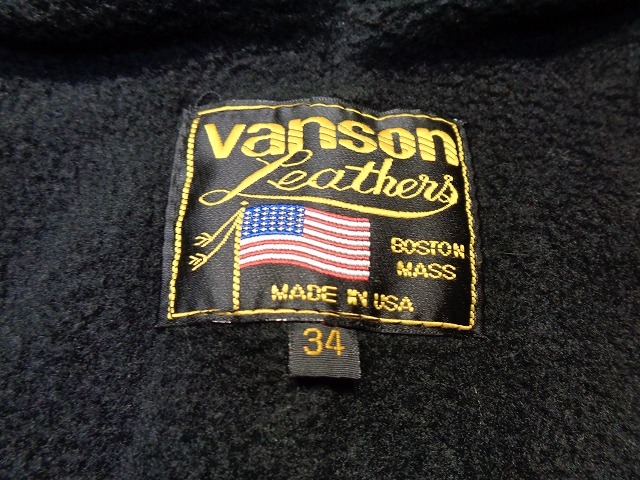 vanson
Leathers
BOSTON
MASS
MADE IN USA
34